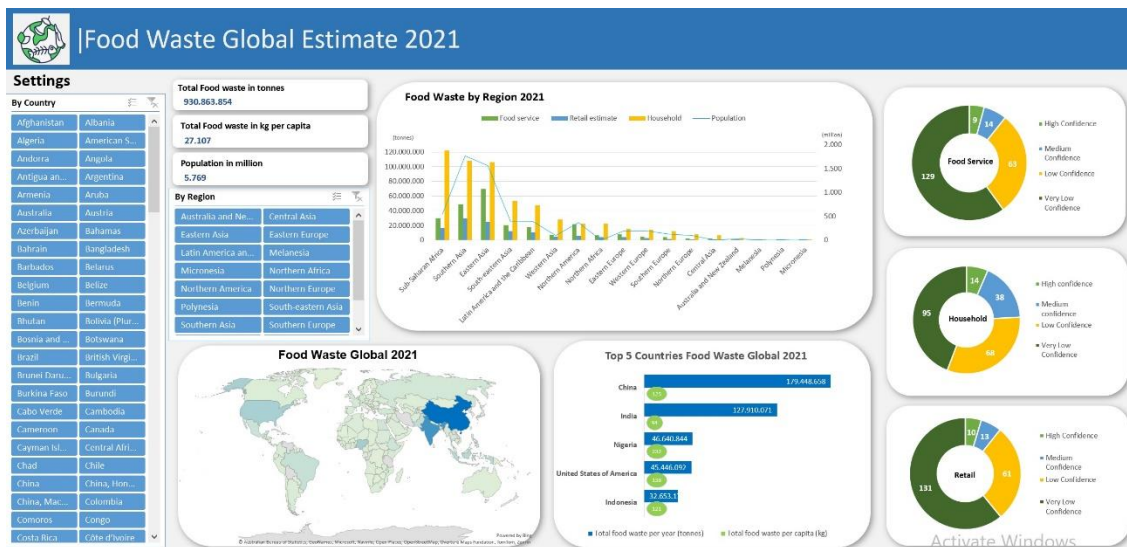 |Food Waste Global Estimate 2021
Settings
By Country
Afghanistan Albania
Algeria American S...
Andorra Angola
Antigua an... Argentina
Armenia Aruba
Australia Austria
Azerbaijan Bahamas
Bahrain Bangladesh
Barbados Belarus
Belgium Belize
Benin Bermuda
Bhutan Bolivia (Plur...
Bosnia and ... Botswana
Brazil British Virgi...
Brunei Daru... Bulgaria
Burkina Faso Burundi
Cabo Verde Cambodia
Cameroon Canada
Cayman Isl... Central Afri...
Chad Chile
China China, Hon...
China, Mac... Colombia
Comoros Congo
Costa Rica Côte d'Ivoire
Total Food waste in tonnes
930.863.854
Total Food waste in kg per capita
27.107
Population in million
5.769
By Region
Australia and Ne... Central Asia
Eastern Asia Eastern Europe
Latin America an... Melanesia
Micronesia Northern Africa
Northern America Northern Europe
Polynesia South-eastern Asia
Southern Asia Southern Europe
Food Waste by Region 2021
Food service Retail estimate Household Population
(tonnes)
(million)
120.000.000
100.000.000
80.000.000
60.000.000
40.000.000
20.000.000
0
2.000
1.500
1.000
500
0
Sub-Saharan Africa
Southern Asia
Eastern Asia
South-eastern Asia
Latin America and the Caribbean
Western Asia
Northern America
Northern Africa
Eastern Europe
Western Europe
Southern Europe
Northern Europe
Central Asia
Australia and New Zealand
Melanesia
Polynesia
Micronesia
Food Waste Global 2021
Powered by Bing
Top 5 Countries Food Waste Global 2021
China
179.448.658
India
127.910.071
Nigaria
46.640.844
United States of America
45.446.092
Indonesia
32.653.1
Total food waste per year (tonnes) Total food waste per capita (kg)
Food Service
9
14
63
129
High Confidence
Medium
Confidence
Low Confidence
Very Low
Confidence
Household
14
38
68
95
High confidence
Medium
confidence
Low Confidence
Very Low
Confidence
Retail
10
13
61
131
High Confidence
Medium
Confidence
Low Confidence
Very Low
Confidence
Activate Windows